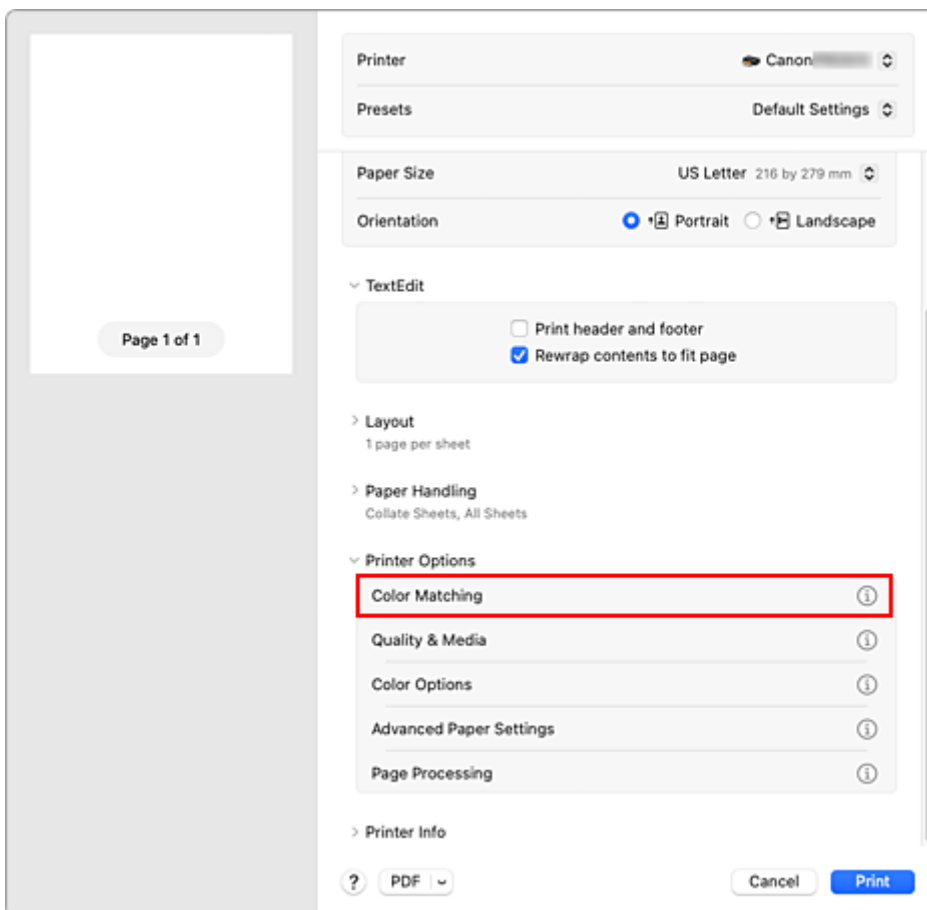 Page 1 of 1
Printer Canon
Presets Default Settings
Paper Size US Letter 216 by 279 mm
Orientation Portrait Landscape
TextEdit
Print header and footer
Rewrap contents to fit page
Layout
1 page per sheet
Paper Handling
Collate Sheets, All Sheets
Printer Options
Color Matching
Quality & Media
Color Options
Advanced Paper Settings
Page Processing
Printer Info
? PDF Cancel Print